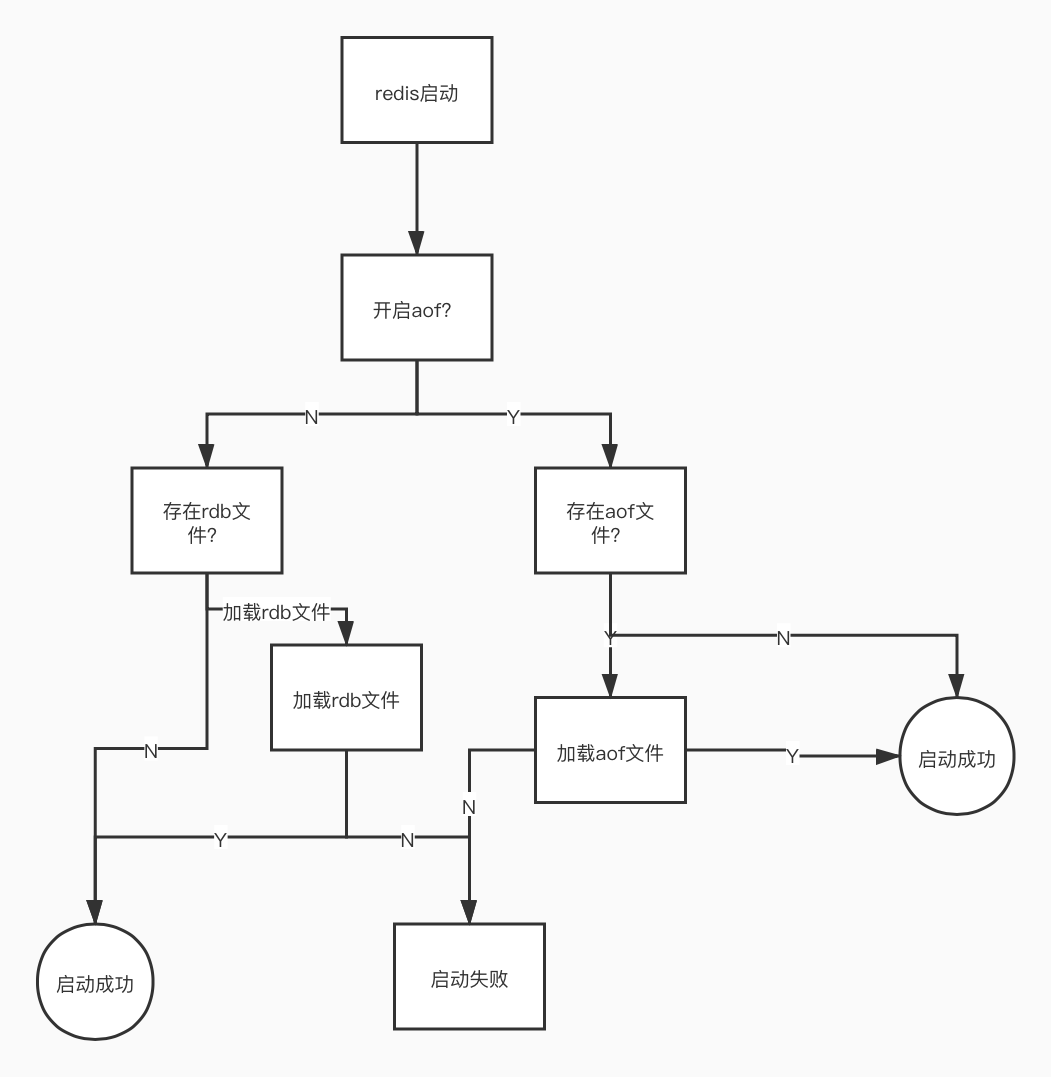 redis启动
开启aof?
N
Y
存在rdb文
件?
存在aof文
件?
加载rdb文件
Y
N
加载rdb文件
加载aof文件
N
Y
启动成功
N
Y
N
启动成功
启动失败